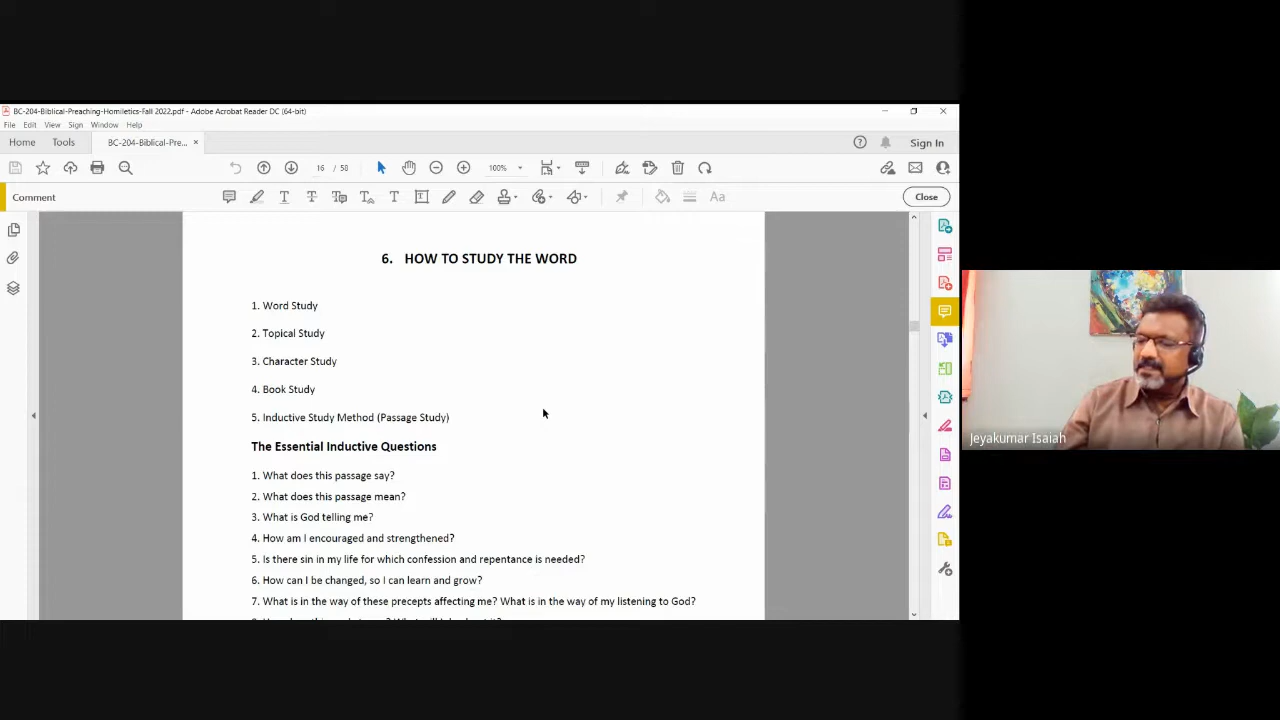 BC-204-Biblical-Preaching-Homiletics-Fall 2022.pdf - Adobe Acrobat Reader DC (64-bit)
File Edit View Sign Window Help
Home Tools BC-204-Biblical-Pre... × Sign In
16 / 58 100%
Comment Aa Close
6. HOW TO STUDY THE WORD
1. Word Study
2. Topical Study
3. Character Study
4. Book Study
5. Inductive Study Method (Passage Study)
The Essential Inductive Questions
1. What does this passage say?
2. What does this passage mean?
3. What is God telling me?
4. How am I encouraged and strengthened?
5. Is there sin in my life for which confession and repentance is needed?
6. How can I be changed, so I can learn and grow?
7. What is in the way of these precepts affecting me? What is in the way of my listening to God?
Jeyakumar Isaiah